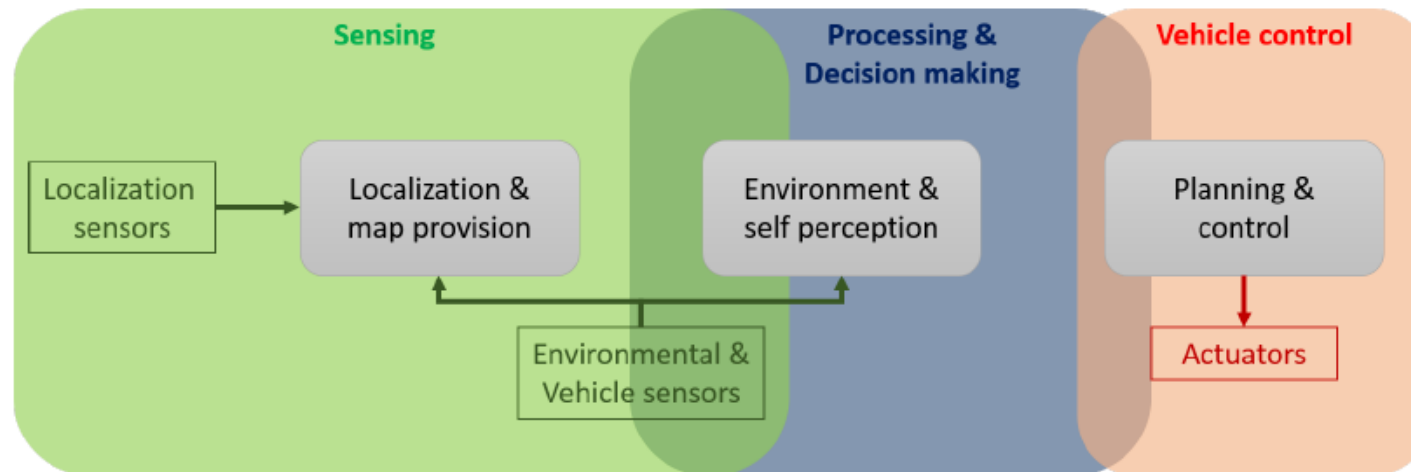 Sensing
Processing &
Decision making
Vehicle control
Localization
sensors
Localization &
map provision
Environment &
self perception
Planning &
control
Environmental &
Vehicle sensors
Actuators